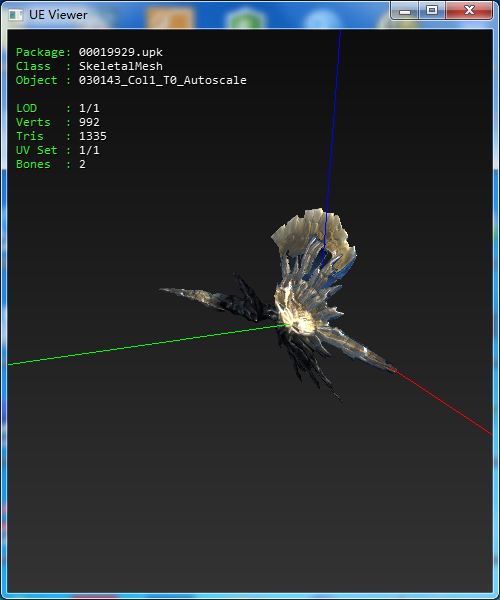 UE Viewer
Package: 00019929.upk
Class : SkeletalMesh
Object : 030143_Col1_T0_Autoscale
LOD : 1/1
Verts : 992
Tris : 1335
UV Set : 1/1
Bones : 2